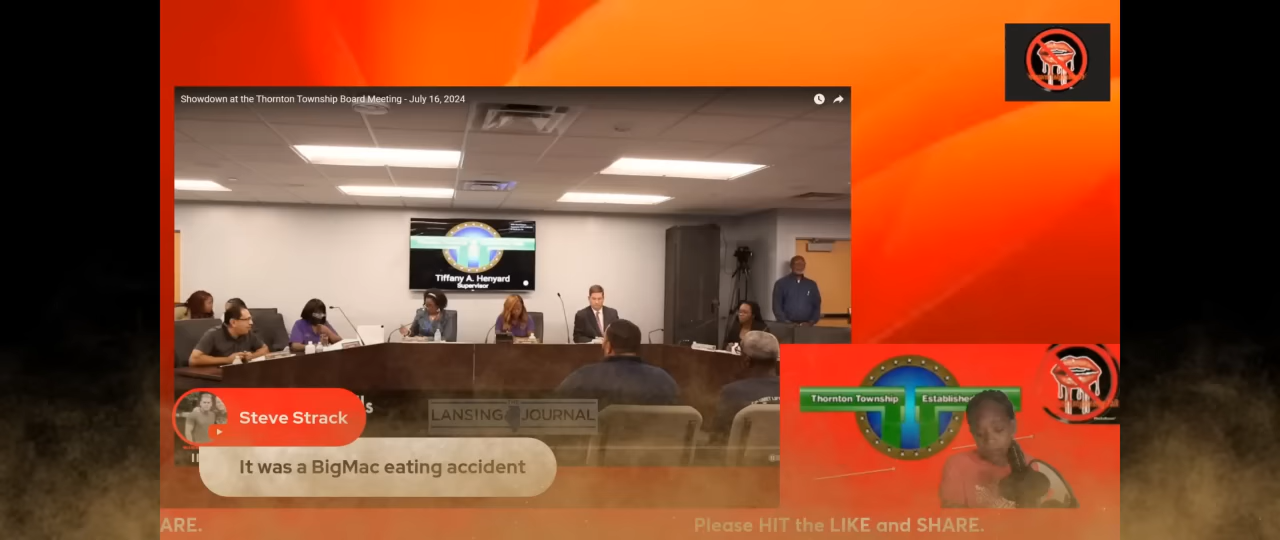 Showdown at the Thornton Township Board Meeting - July 16, 2024
Tiffany A. Henyard
Supervisor
LANSING JOURNAL
Thornton Township
Established
Steve Strack
It was a BigMac eating accident
ARE.
Please HIT the LIKE and SHARE.